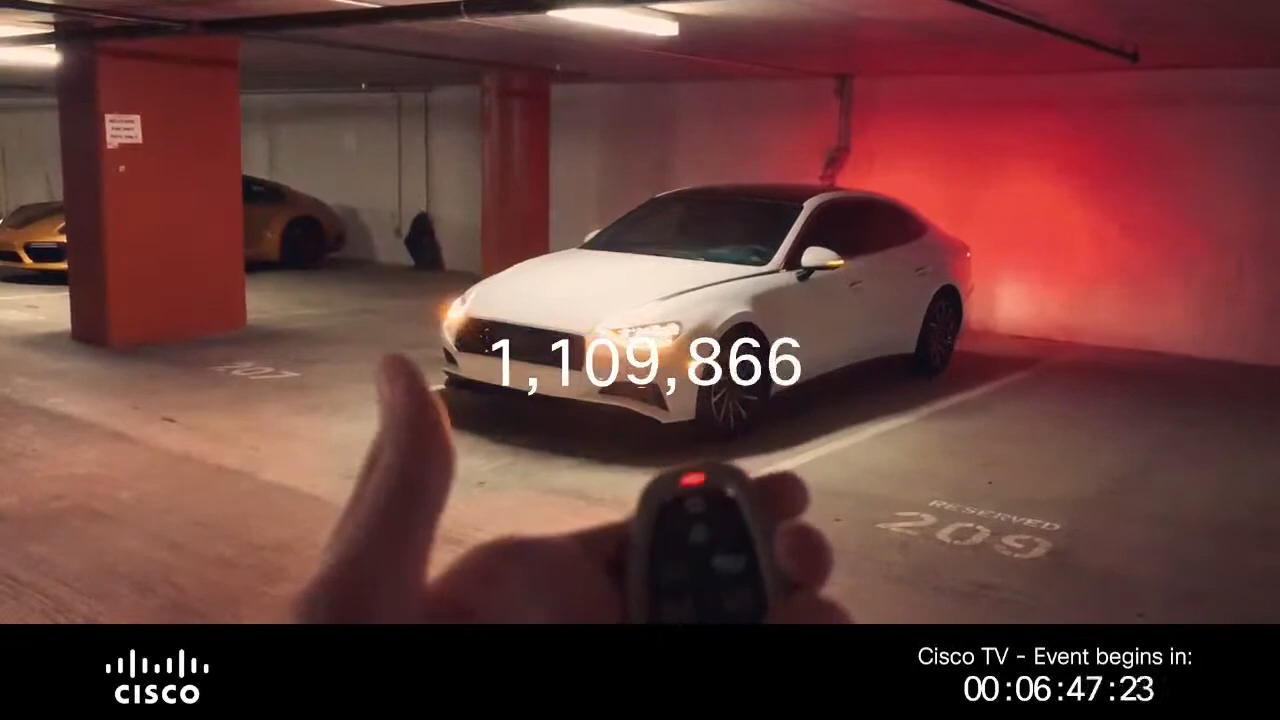 207
1,109,866
RESERVED
209
CISCO
Cisco TV - Event begins in:
00:06:47:23